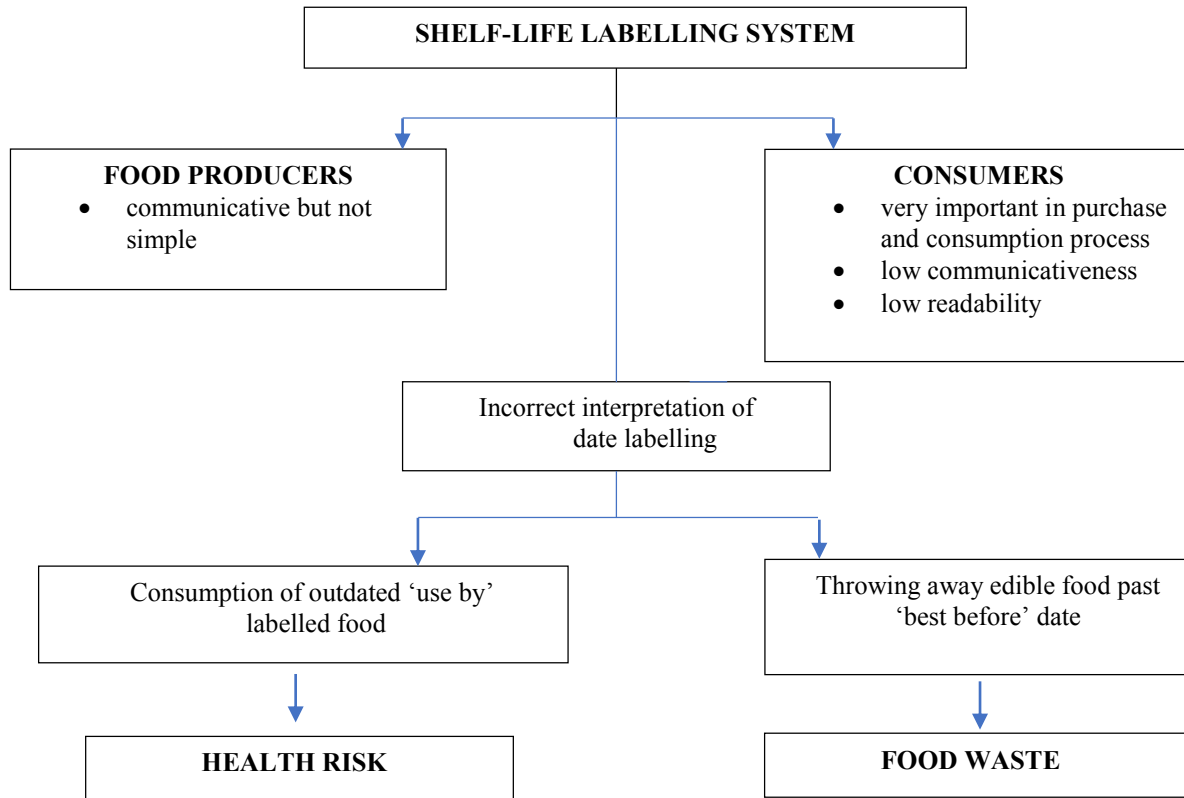 SHELF-LIFE LABELLING SYSTEM
FOOD PRODUCERS
• communicative but not
simple
CONSUMERS
• very important in purchase
and consumption process
• low communicativeness
• low readability
Incorrect interpretation of
date labelling
Consumption of outdated ‘use by’
labelled food
Throwing away edible food past
‘best before’ date
HEALTH RISK
FOOD WASTE